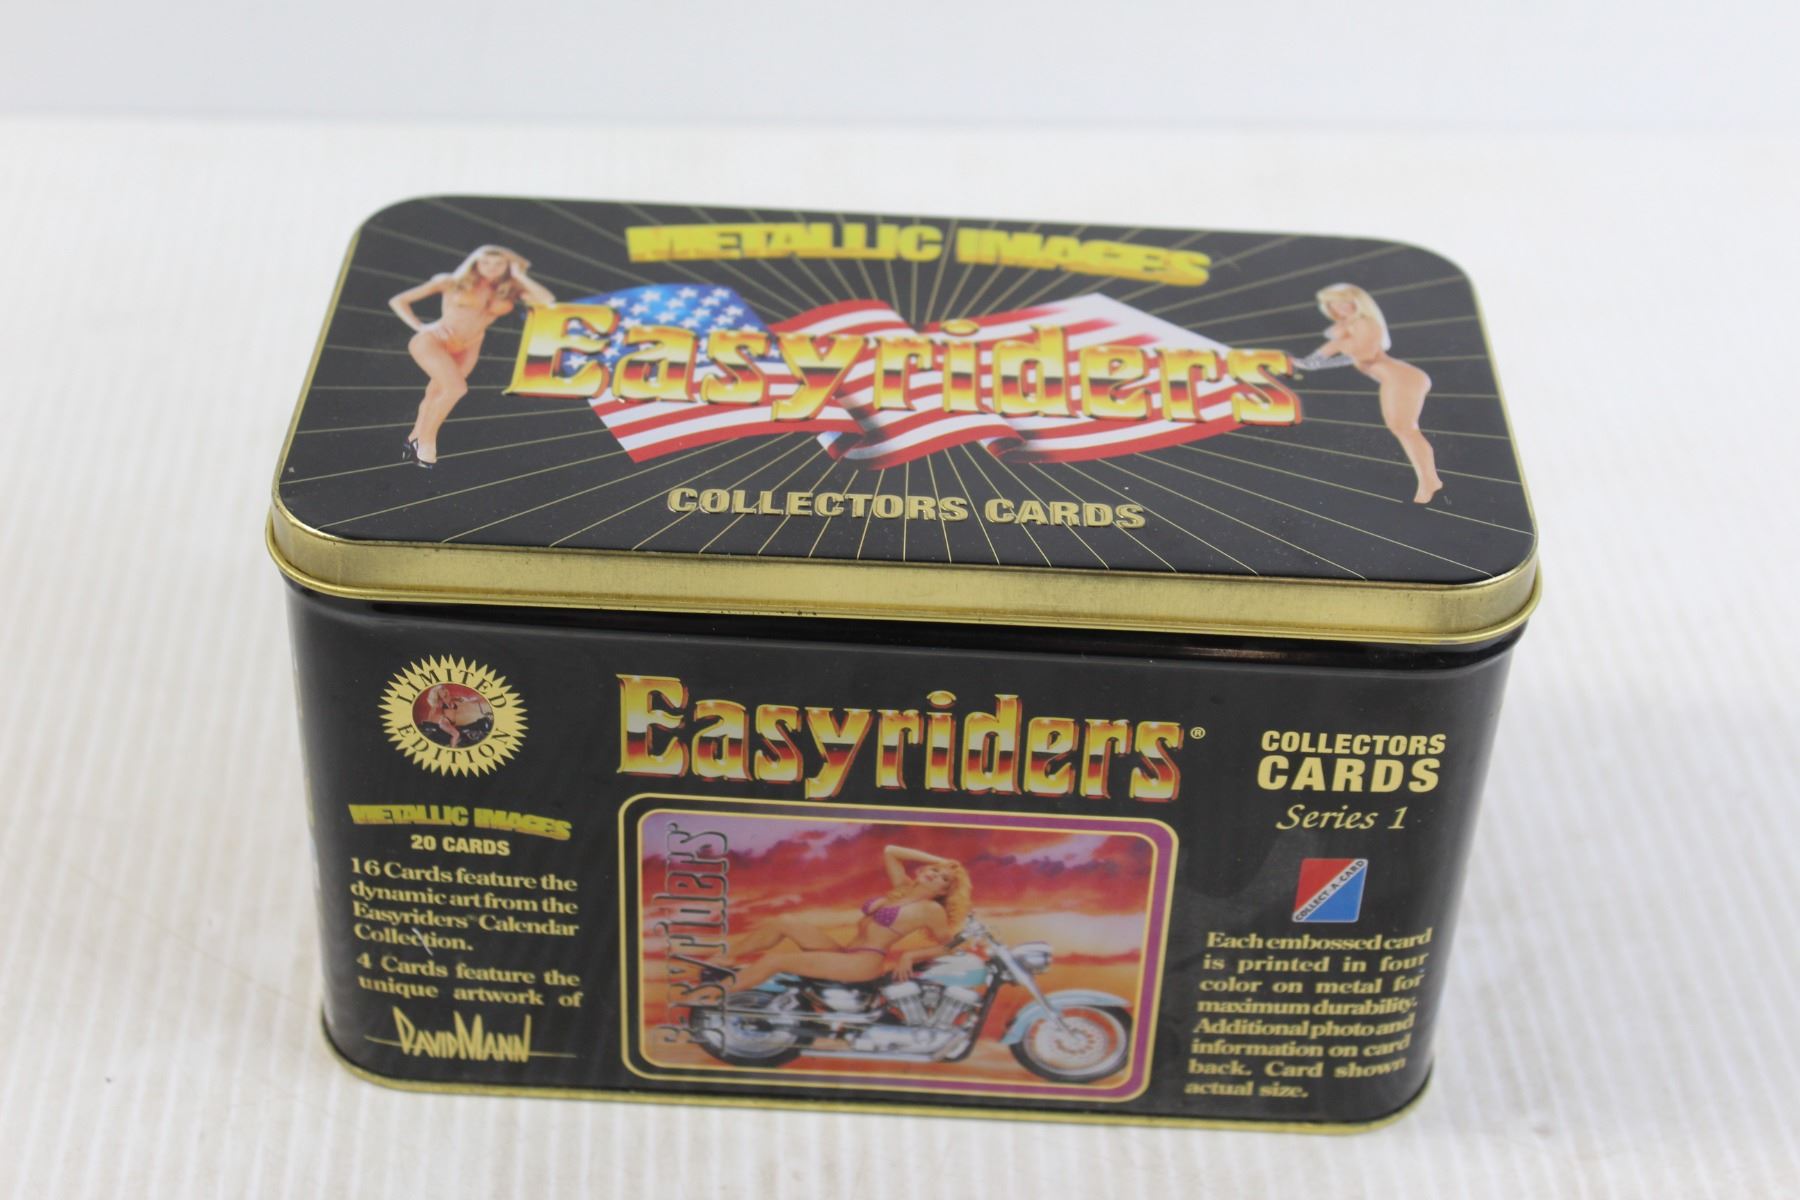 METALLIC IMAGES
Easyriders
COLLECTORS CARDS
LIMITED
EDITION
METALLIC IMAGES
20 CARDS
16 Cards feature the
dynamic art from the
Easyriders™ Calendar
Collection.
4 Cards feature the
unique artwork of
DAVID MANN
Easyriders®
Easyriders®
COLLECTORS
CARDS
Series 1
COLLECT-A-CARD
Each embossed card
is printed in four
color on metal for
maximum durability.
Additional photo and
information on card
back. Card shown
actual size.